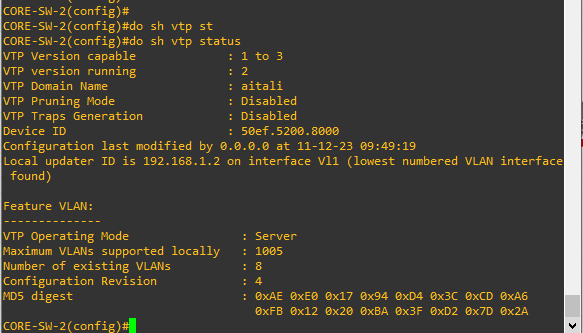 CORE-SW-2(config)#
CORE-SW-2(config)#do sh vtp st
CORE-SW-2(config)#do sh vtp status
VTP Version capable             : 1 to 3
VTP version running             : 2
VTP Domain Name                 : aitali
VTP Pruning Mode                : Disabled
VTP Traps Generation            : Disabled
Device ID                       : 50ef.5200.8000
Configuration last modified by 0.0.0.0 at 11-12-23 09:49:19
Local updater ID is 192.168.1.2 on interface Vl1 (lowest numbered VLAN interface
 found)

Feature VLAN:
--------------
VTP Operating Mode                : Server
Maximum VLANs supported locally   : 1005
Number of existing VLANs          : 8
Configuration Revision            : 4
MD5 digest                        : 0xAE 0xE0 0x17 0x94 0xD4 0x3C 0xCD 0xA6
                                    0xFB 0x12 0x20 0xBA 0x3F 0xD2 0x7D 0x2A
CORE-SW-2(config)#